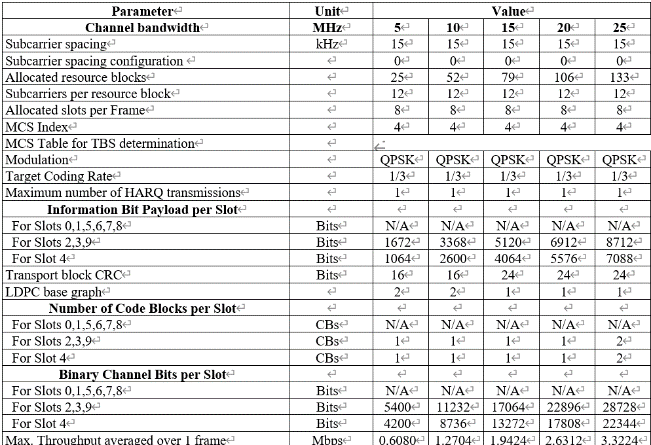 Parameter Unit Value
Channel bandwidth MHz 5 10 15 20 25
Subcarrier spacing kHz 15 15 15 15 15
Subcarrier spacing configuration 0 0 0 0 0
Allocated resource blocks 25 52 79 106 133
Subcarriers per resource block 12 12 12 12 12
Allocated slots per Frame 8 8 8 8 8
MCS Index 4 4 4 4 4
MCS Table for TBS determination
Modulation QPSK QPSK QPSK QPSK QPSK
Target Coding Rate 1/3 1/3 1/3 1/3 1/3
Maximum number of HARQ transmissions 1 1 1 1 1
Information Bit Payload per Slot
For Slots 0,1,5,6,7,8 Bits N/A N/A N/A N/A N/A
For Slots 2,3,9 Bits 1672 3368 5120 6912 8712
For Slot 4 Bits 1064 2600 4064 5576 7088
Transport block CRC Bits 16 16 24 24 24
LDPC base graph 2 2 1 1 1
Number of Code Blocks per Slot
For Slots 0,1,5,6,7,8 CBs N/A N/A N/A N/A N/A
For Slots 2,3,9 CBs 1 1 1 1 2
For Slot 4 CBs 1 1 1 1 2
Binary Channel Bits per Slot
For Slots 0,1,5,6,7,8 Bits N/A N/A N/A N/A N/A
For Slots 2,3,9 Bits 5400 11232 17064 22896 28728
For Slot 4 Bits 4200 8736 13272 17808 22344
Max. Throughput averaged over 1 frame Mbps 0.6080 1.2704 1.9424 2.6312 3.3224